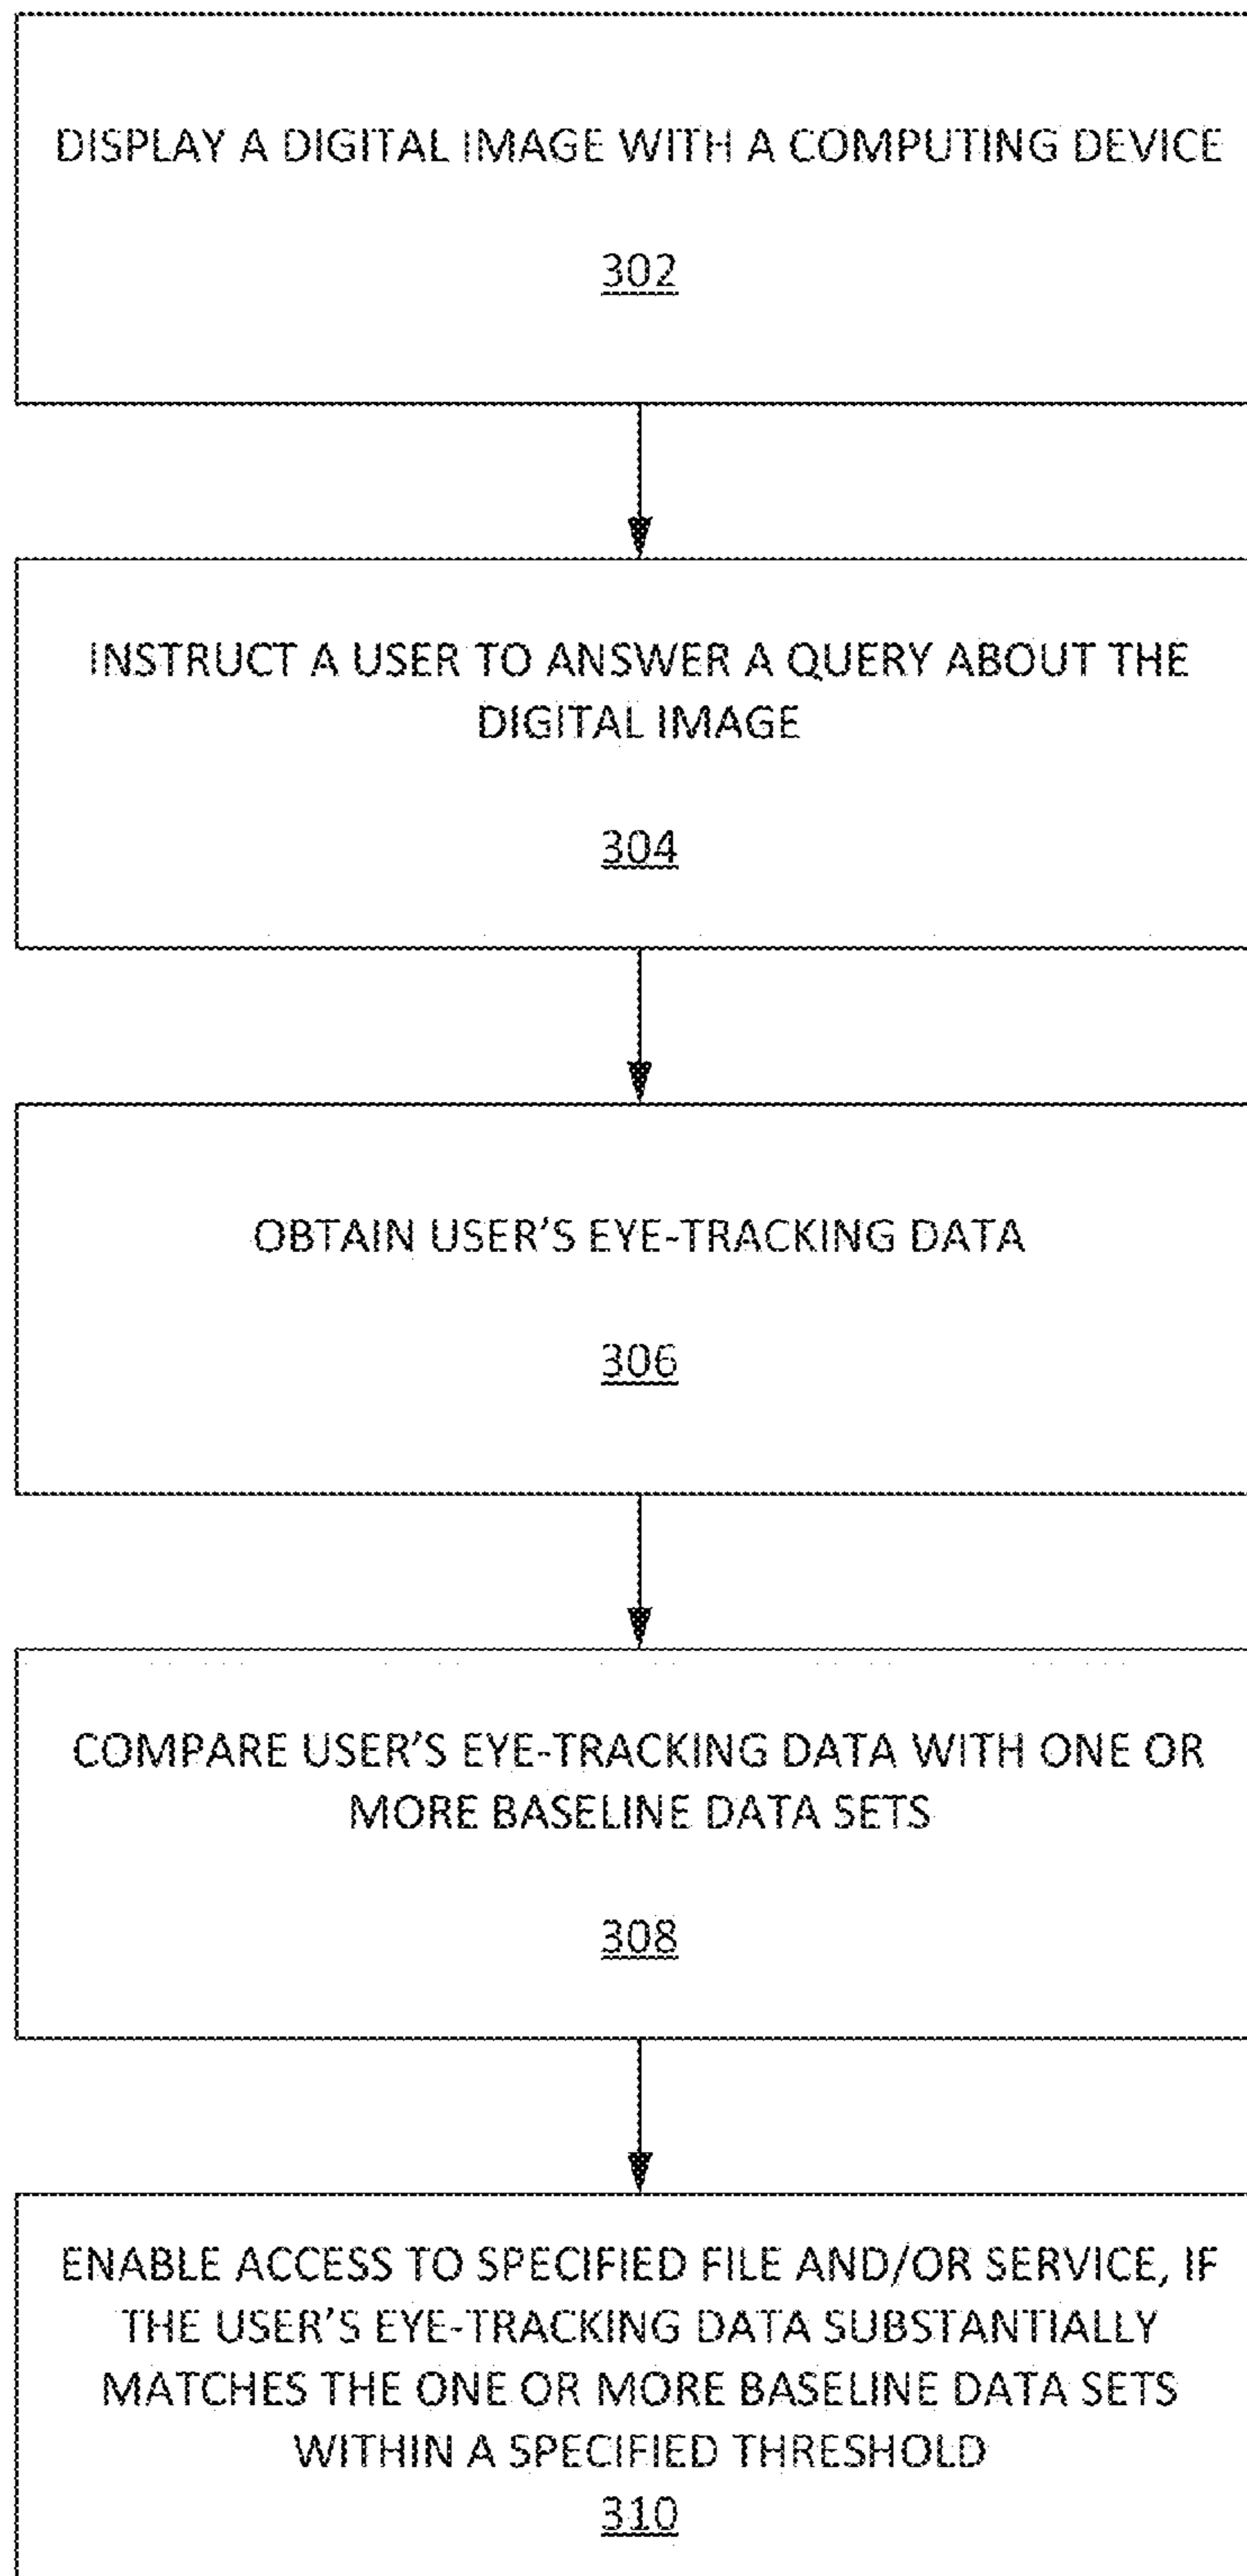 DISPLAY A DIGITAL IMAGE WITH A COMPUTING DEVICE
302
INSTRUCT A USER TO ANSWER A QUERY ABOUT THE
DIGITAL IMAGE
304
OBTAIN USER'S EYE-TRACKING DATA
306
COMPARE USER'S EYE-TRACKING DATA WITH ONE OR
MORE BASELINE DATA SETS
308
ENABLE ACCESS TO SPECIFIED FILE AND/OR SERVICE, IF
THE USER'S EYE-TRACKING DATA SUBSTANTIALLY
MATCHES THE ONE OR MORE BASELINE DATA SETS
WITHIN A SPECIFIED THRESHOLD
310